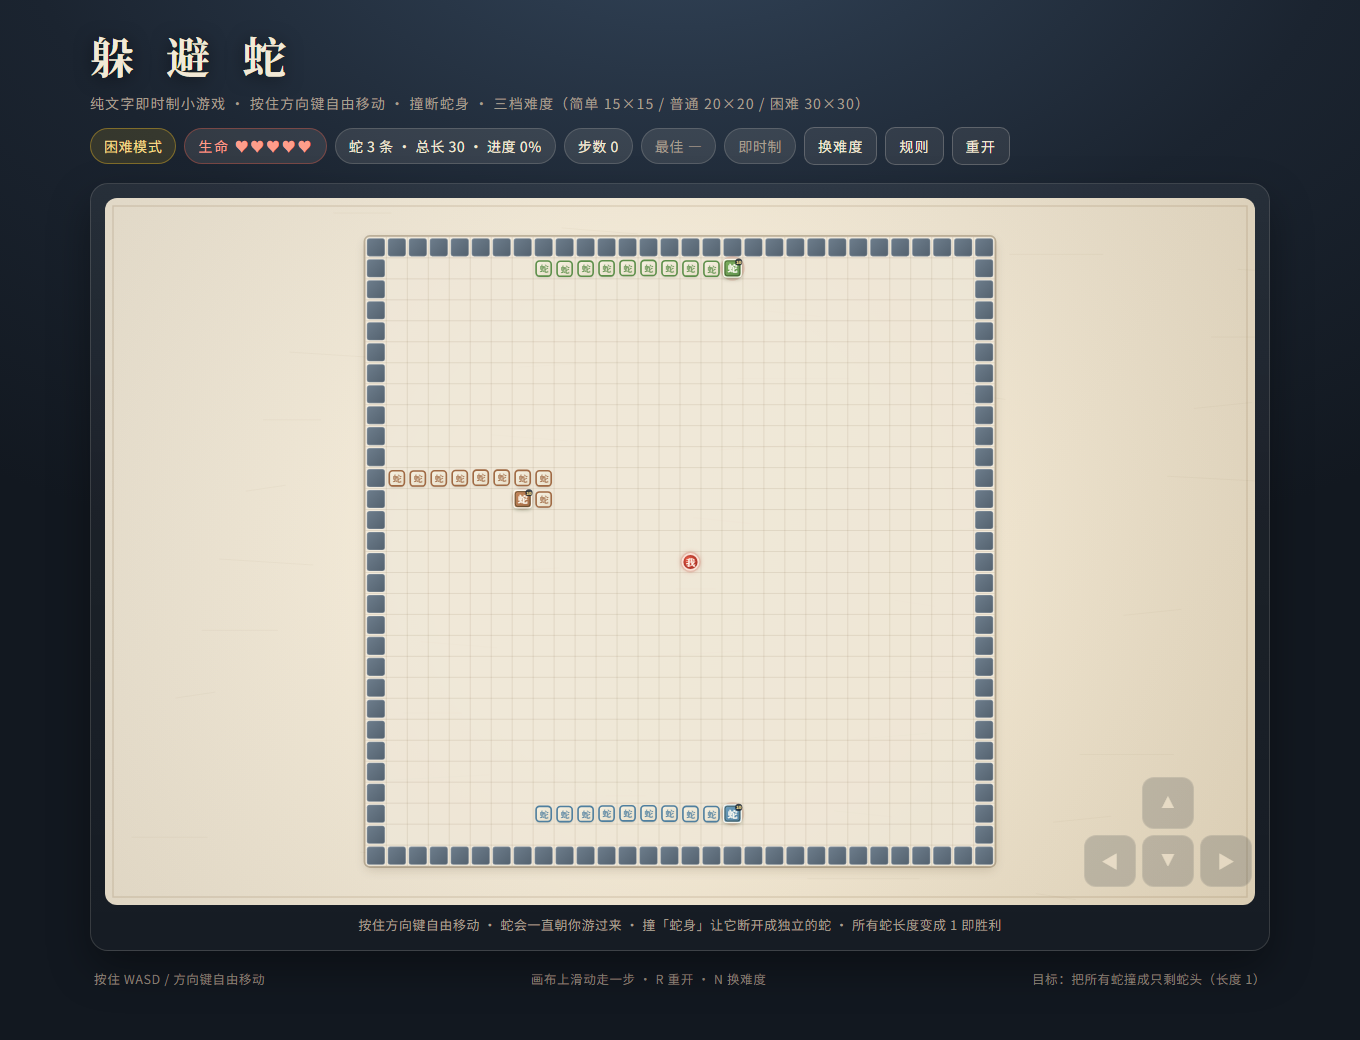 躲避蛇
纯文字即时制小游戏 · 按住方向键自由移动 · 撞断蛇身 · 三档难度（简单 15×15 / 普通 20×20 / 困难 30×30）
困难模式 生命 ♥♥♥♥♥ 蛇 3 条 · 总长 30 · 进度 0% 步数 0 最佳 — 即时制 换难度 规则 重开
蛇 蛇 蛇 蛇 蛇 蛇 蛇 蛇 蛇 蛇 10
蛇 蛇 蛇 蛇 蛇 蛇 蛇 蛇
蛇 10 蛇
我
蛇 蛇 蛇 蛇 蛇 蛇 蛇 蛇 蛇 蛇 10
▲
◀ ▼ ▶
按住方向键自由移动 · 蛇会一直朝你游过来 · 撞「蛇身」让它断开成独立的蛇 · 所有蛇长度变成 1 即胜利
按住 WASD / 方向键自由移动 画布上滑动走一步 · R 重开 · N 换难度 目标：把所有蛇撞成只剩蛇头（长度 1）